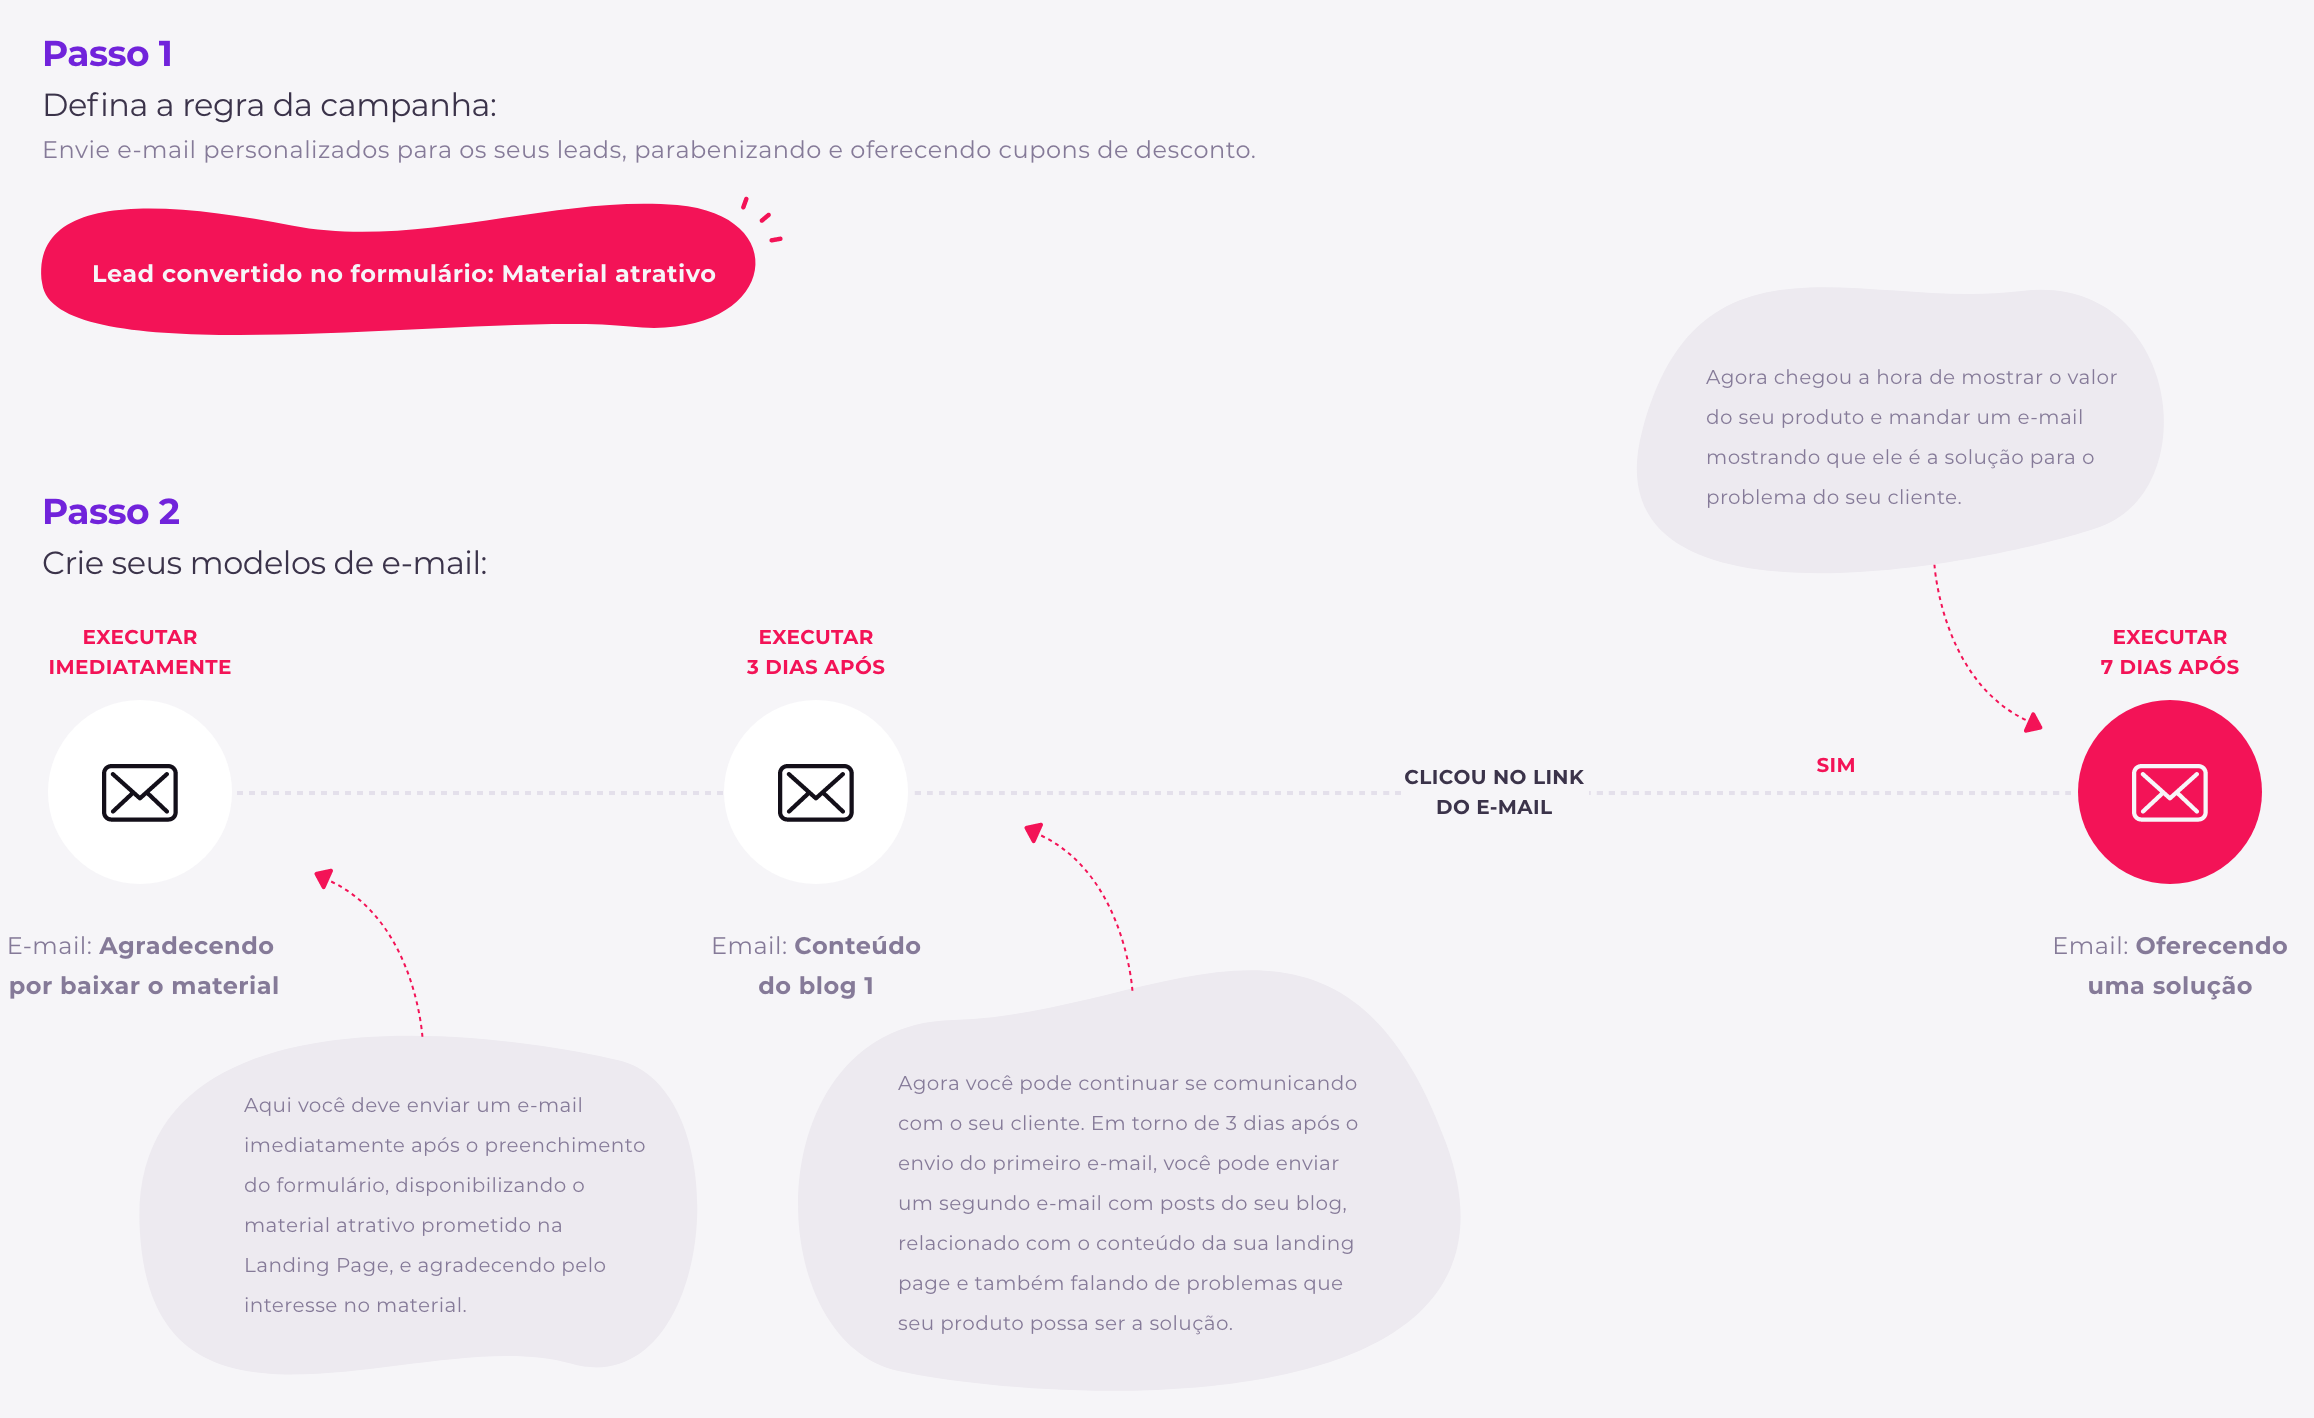 Passo 1
Defina a regra da campanha:
Envie e-mail personalizados para os seus leads, parabenizando e oferecendo cupons de desconto.
Lead convertido no formulário: Material atrativo
Agora chegou a hora de mostrar o valor
do seu produto e mandar um e-mail
mostrando que ele é a solução para o
problema do seu cliente.
Passo 2
Crie seus modelos de e-mail:
EXECUTAR
IMEDIATAMENTE
EXECUTAR
3 DIAS APÓS
CLICOU NO LINK
DO E-MAIL
SIM
EXECUTAR
7 DIAS APÓS
E-mail: Agradecendo
por baixar o material
Email: Conteúdo
do blog 1
Email: Oferecendo
uma solução
Aqui você deve enviar um e-mail
imediatamente após o preenchimento
do formulário, disponibilizando o
material atrativo prometido na
Landing Page, e agradecendo pelo
interesse no material.
Agora você pode continuar se comunicando
com o seu cliente. Em torno de 3 dias após o
envio do primeiro e-mail, você pode enviar
um segundo e-mail com posts do seu blog,
relacionado com o conteúdo da sua landing
page e também falando de problemas que
seu produto possa ser a solução.